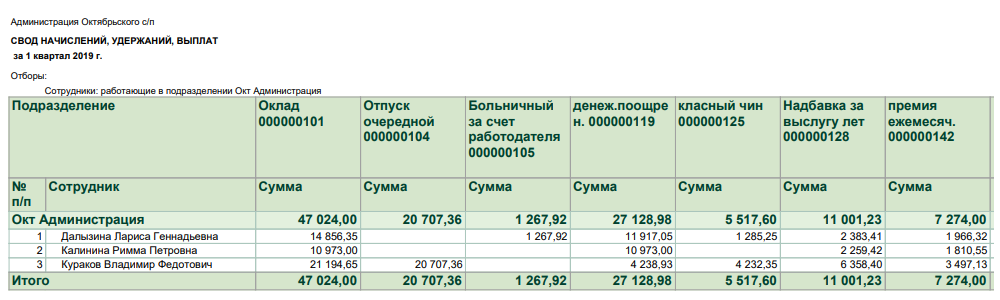 Администрация Октябрьского с/п
СВОД НАЧИСЛЕНИЙ, УДЕРЖАНИЙ, ВЫПЛАТ
за 1 квартал 2019 г.
Отборы:
Сотрудники: работающие в подразделении Окт Администрация
Подразделение Оклад 000000101 Отпуск очередной 000000104 Больничный за счет работодателя 000000105 денеж.поощрен. 000000119 класный чин 000000125 Надбавка за выслугу лет 000000128 премия ежемесяч. 000000142
№ п/п Сотрудник Сумма Сумма Сумма Сумма Сумма Сумма Сумма
Окт Администрация 47 024,00 20 707,36 1 267,92 27 128,98 5 517,60 11 001,23 7 274,00
1 Далызина Лариса Геннадьевна 14 856,35 1 267,92 11 917,05 1 285,25 2 383,41 1 966,32
2 Калинина Римма Петровна 10 973,00 10 973,00 2 259,42 1 810,55
3 Кураков Владимир Федотович 21 194,65 20 707,36 4 238,93 4 232,35 6 358,40 3 497,13
Итого 47 024,00 20 707,36 1 267,92 27 128,98 5 517,60 11 001,23 7 274,00